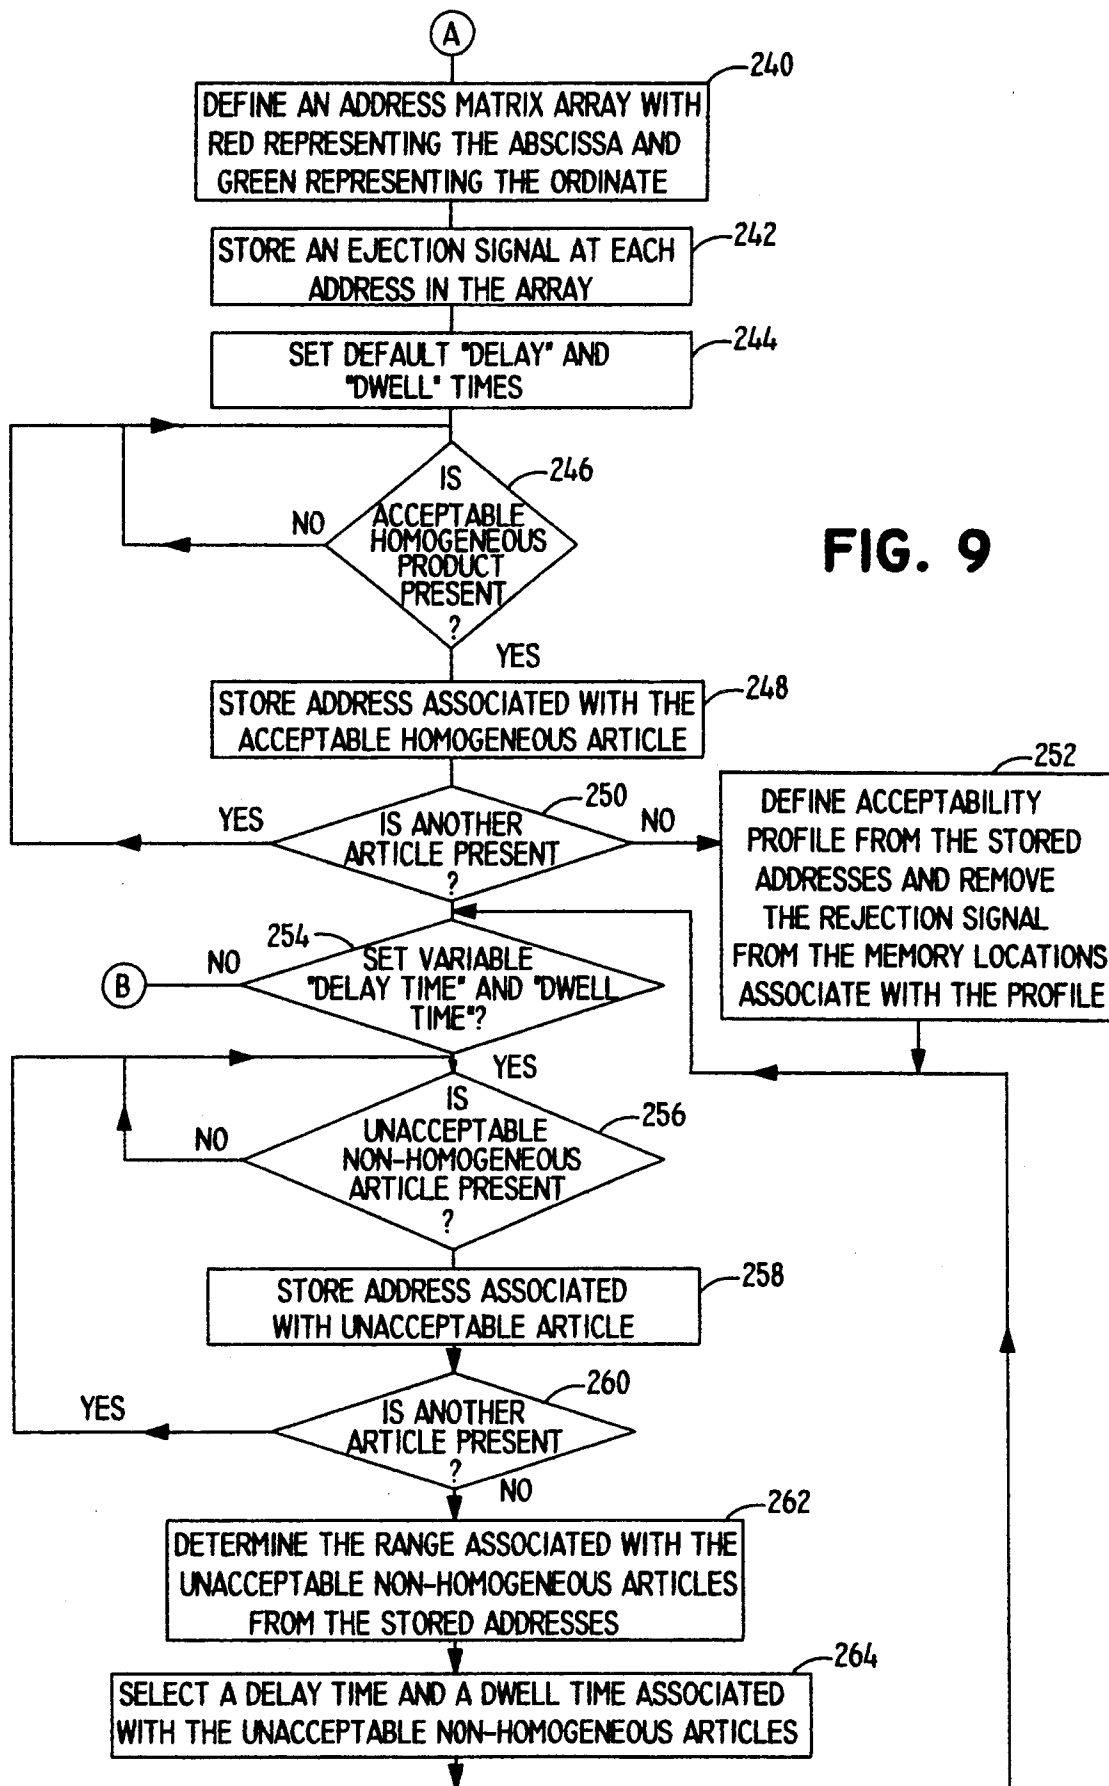 A
240
DEFINE AN ADDRESS MATRIX ARRAY WITH
RED REPRESENTING THE ABSCISSA AND
GREEN REPRESENTING THE ORDINATE
242
STORE AN EJECTION SIGNAL AT EACH
ADDRESS IN THE ARRAY
244
SET DEFAULT "DELAY" AND
"DWELL" TIMES
246
IS
ACCEPTABLE
HOMOGENEOUS
PRODUCT
PRESENT
?
NO
YES
FIG. 9
248
STORE ADDRESS ASSOCIATED WITH THE
ACCEPTABLE HOMOGENEOUS ARTICLE
250
IS ANOTHER
ARTICLE PRESENT
?
YES
NO
252
DEFINE ACCEPTABILITY
PROFILE FROM THE STORED
ADDRESSES AND REMOVE
THE REJECTION SIGNAL
FROM THE MEMORY LOCATIONS
ASSOCIATE WITH THE PROFILE
254
SET VARIABLE
"DELAY TIME" AND "DWELL
TIME"?
NO
B
YES
256
IS
UNACCEPTABLE
NON-HOMOGENEOUS
ARTICLE PRESENT
?
NO
258
STORE ADDRESS ASSOCIATED
WITH UNACCEPTABLE ARTICLE
260
IS ANOTHER
ARTICLE PRESENT
?
YES
NO
262
DETERMINE THE RANGE ASSOCIATED WITH THE
UNACCEPTABLE NON-HOMOGENEOUS ARTICLES
FROM THE STORED ADDRESSES
264
SELECT A DELAY TIME AND A DWELL TIME ASSOCIATED
WITH THE UNACCEPTABLE NON-HOMOGENEOUS ARTICLES